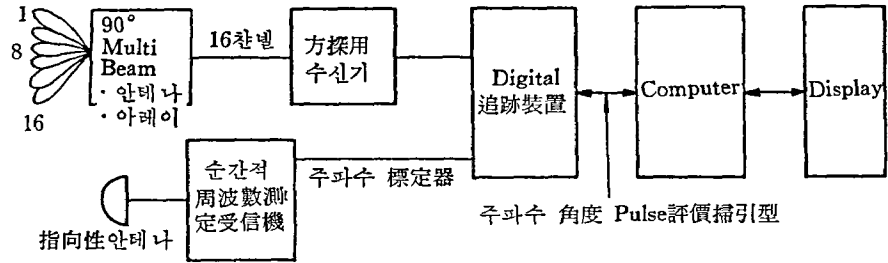 1
8
16
90°
Multi
Beam
· 안테나
· 아레이
16찬넬
方探用
수신기
Digital
追跡裝置
Computer
Display
순간적
周波數測
定受信機
주파수 標定器
指向性안테나
주파수 角度 Pulse評價掃引型